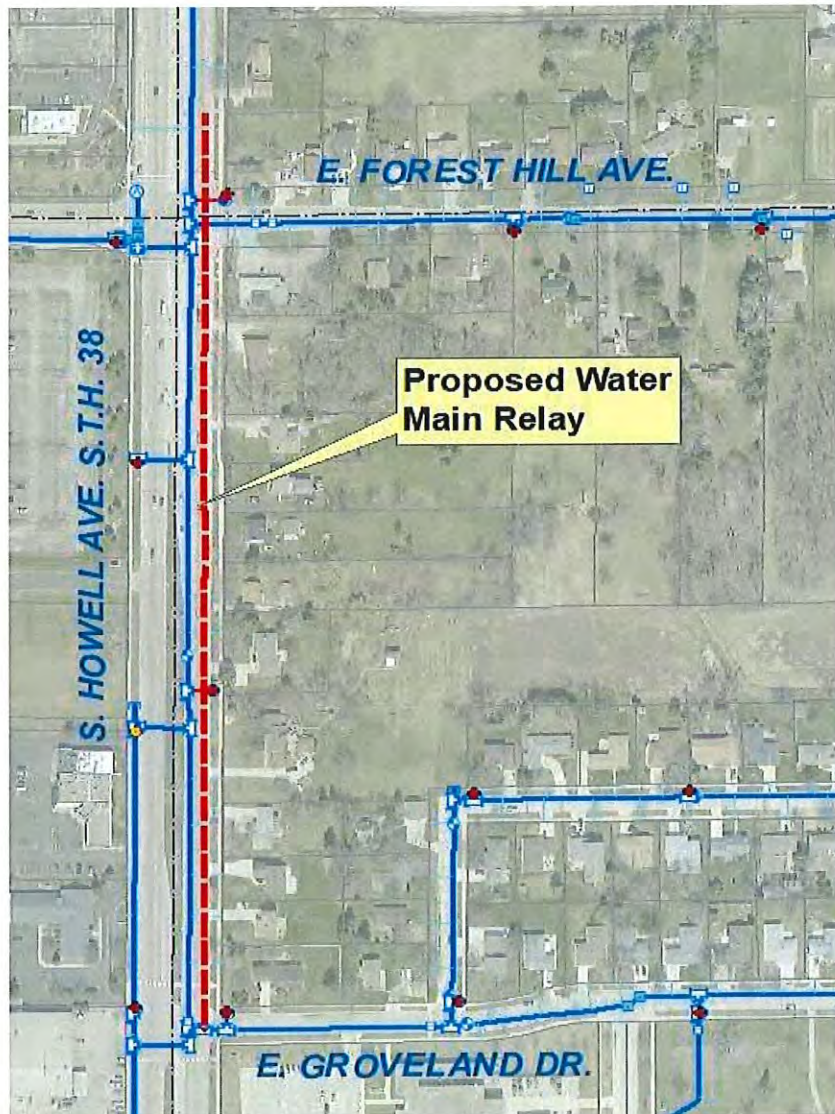 E. FOREST HILL AVE.
S. HOWELL AVE. S.T.H. 38
Proposed Water
Main Relay
E. GROVELAND DR.